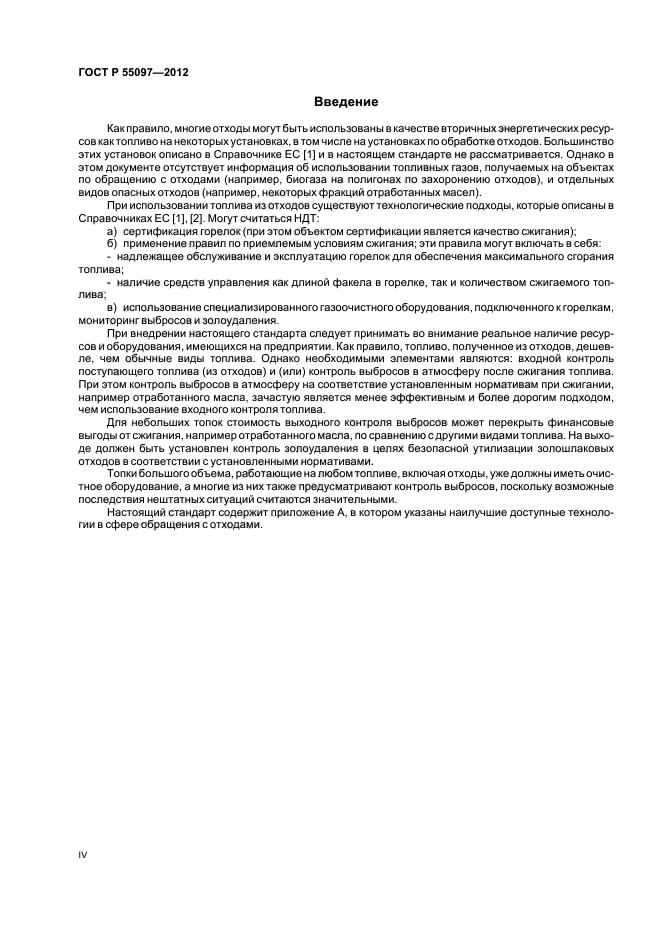 ГОСТ Р 55097—2012
Введение
Как правило, многие отходы могут быть использованы в качестве вторичных энергетических ресур-
сов как топливо на некоторых установках, в том числе на установках по обработке отходов. Большинство
этих установок описано в Справочнике ЕС [1] и в настоящем стандарте не рассматривается. Однако в
этом документе отсутствует информация об использовании топливных газов, получаемых на объектах
по обращению с отходами (например, биогаза на полигонах по захоронению отходов), и отдельных
видов опасных отходов (например, некоторых фракций отработанных масел).
При использовании топлива из отходов существуют технологические подходы, которые описаны в
Справочниках ЕС [1], [2]. Могут считаться НДТ:
а) сертификация горелок (при этом объектом сертификации является качество сжигания);
б) применение правил по приемлемым условиям сжигания; эти правила могут включать в себя:
- надлежащее обслуживание и эксплуатацию горелок для обеспечения максимального сгорания
топлива;
- наличие средств управления как длиной факела в горелке, так и количеством сжигаемого топ-
лива;
в) использование специализированного газоочистного оборудования, подключенного к горелкам,
мониторинг выбросов и золоудаления.
При внедрении настоящего стандарта следует принимать во внимание реальное наличие ресур-
сов и оборудования, имеющихся на предприятии. Как правило, топливо, полученное из отходов, дешев-
ле, чем обычные виды топлива. Однако необходимыми элементами являются: входной контроль
поступающего топлива (из отходов) и (или) контроль выбросов в атмосферу после сжигания топлива.
При этом контроль выбросов в атмосферу на соответствие установленным нормативам при сжигании,
например отработанного масла, зачастую является менее эффективным и более дорогим подходом,
чем использование входного контроля топлива.
Для небольших топок стоимость выходного контроля выбросов может перекрыть финансовые
выгоды от сжигания, например отработанного масла, по сравнению с другими видами топлива. На выхо-
де должен быть установлен контроль золоудаления в целях безопасной утилизации золошлаковых
отходов в соответствии с установленными нормативами.
Топки большого объема, работающие на любом топливе, включая отходы, уже должны иметь очис-
тное оборудование, а многие из них также предусматривают контроль выбросов, поскольку возможные
последствия нештатных ситуаций считаются значительными.
Настоящий стандарт содержит приложение А, в котором указаны наилучшие доступные техноло-
гии в сфере обращения с отходами.
IV